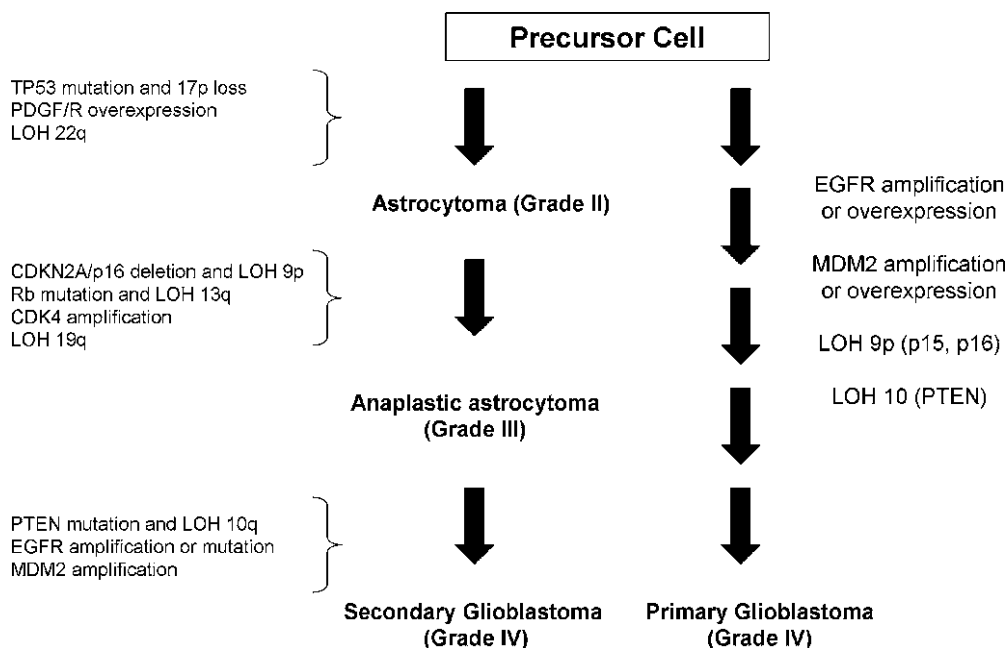 Precursor Cell
TP53 mutation and 17p loss
PDGF/R overexpression
LOH 22q
Astrocytoma (Grade II)
CDKN2A/p16 deletion and LOH 9p
Rb mutation and LOH 13q
CDK4 amplification
LOH 19q
Anaplastic astrocytoma
(Grade III)
PTEN mutation and LOH 10q
EGFR amplification or mutation
MDM2 amplification
Secondary Glioblastoma
(Grade IV)
EGFR amplification
or overexpression
MDM2 amplification
or overexpression
LOH 9p (p15, p16)
LOH 10 (PTEN)
Primary Glioblastoma
(Grade IV)